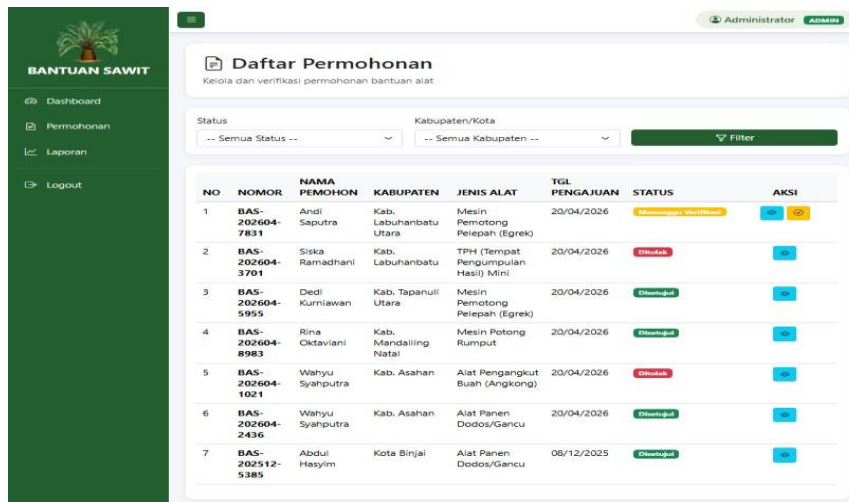 BANTUAN SAWIT
Dashboard
Permohonan
Laporan
Logout
Administrator ADMIN
Daftar Permohonan
Kelola dan verifikasi permohonan bantuan alat
Status
Kabupaten/Kota
-- Semua Status --
-- Semua Kabupaten --
Filter
NO NOMOR NAMA PEMOHON KABUPATEN JENIS ALAT TGL PENGAJUAN STATUS AKSI
1 BAS-202604-7831 Andi Saputra Kab. Labuhanbatu Utara Mesin Pemotong Pelepah (Egrek) 20/04/2026 Menunggu Verifikasi
2 BAS-202604-3701 Siska Ramadhani Kab. Labuhanbatu TPH (Tempat Pengumpulan Hasil) Mini 20/04/2026 Ditolak
3 BAS-202604-5955 Dedi Kurniawan Kab. Tapanuli Utara Mesin Pemotong Pelepah (Egrek) 20/04/2026 Disetujui
4 BAS-202604-8983 Rina Oktaviani Kab. Mandailing Natal Mesin Potong Rumput 20/04/2026 Disetujui
5 BAS-202604-1021 Wahyu Syahputra Kab. Asahan Alat Pengangkut Buah (Angkong) 20/04/2026 Ditolak
6 BAS-202604-2436 Wahyu Syahputra Kab. Asahan Alat Panen Dodos/Gancu 20/04/2026 Disetujui
7 BAS-202512-5385 Abdul Hasyim Kota Binjai Alat Panen Dodos/Gancu 08/12/2025 Disetujui